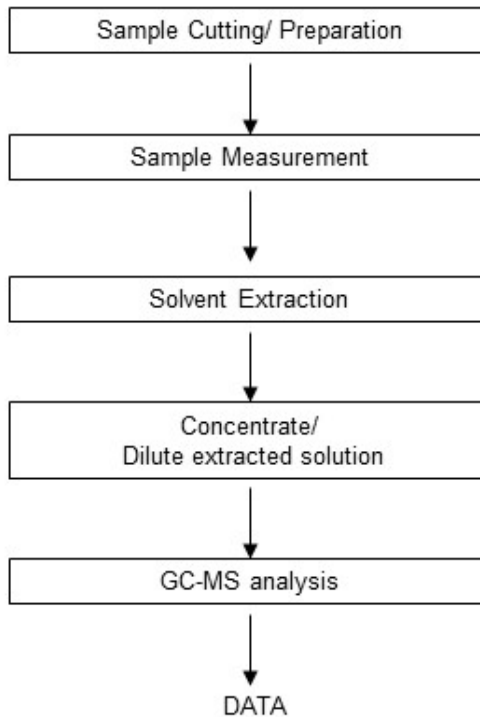 Sample Cutting/ Preparation
Sample Measurement
Solvent Extraction
Concentrate/
Dilute extracted solution
GC-MS analysis
DATA